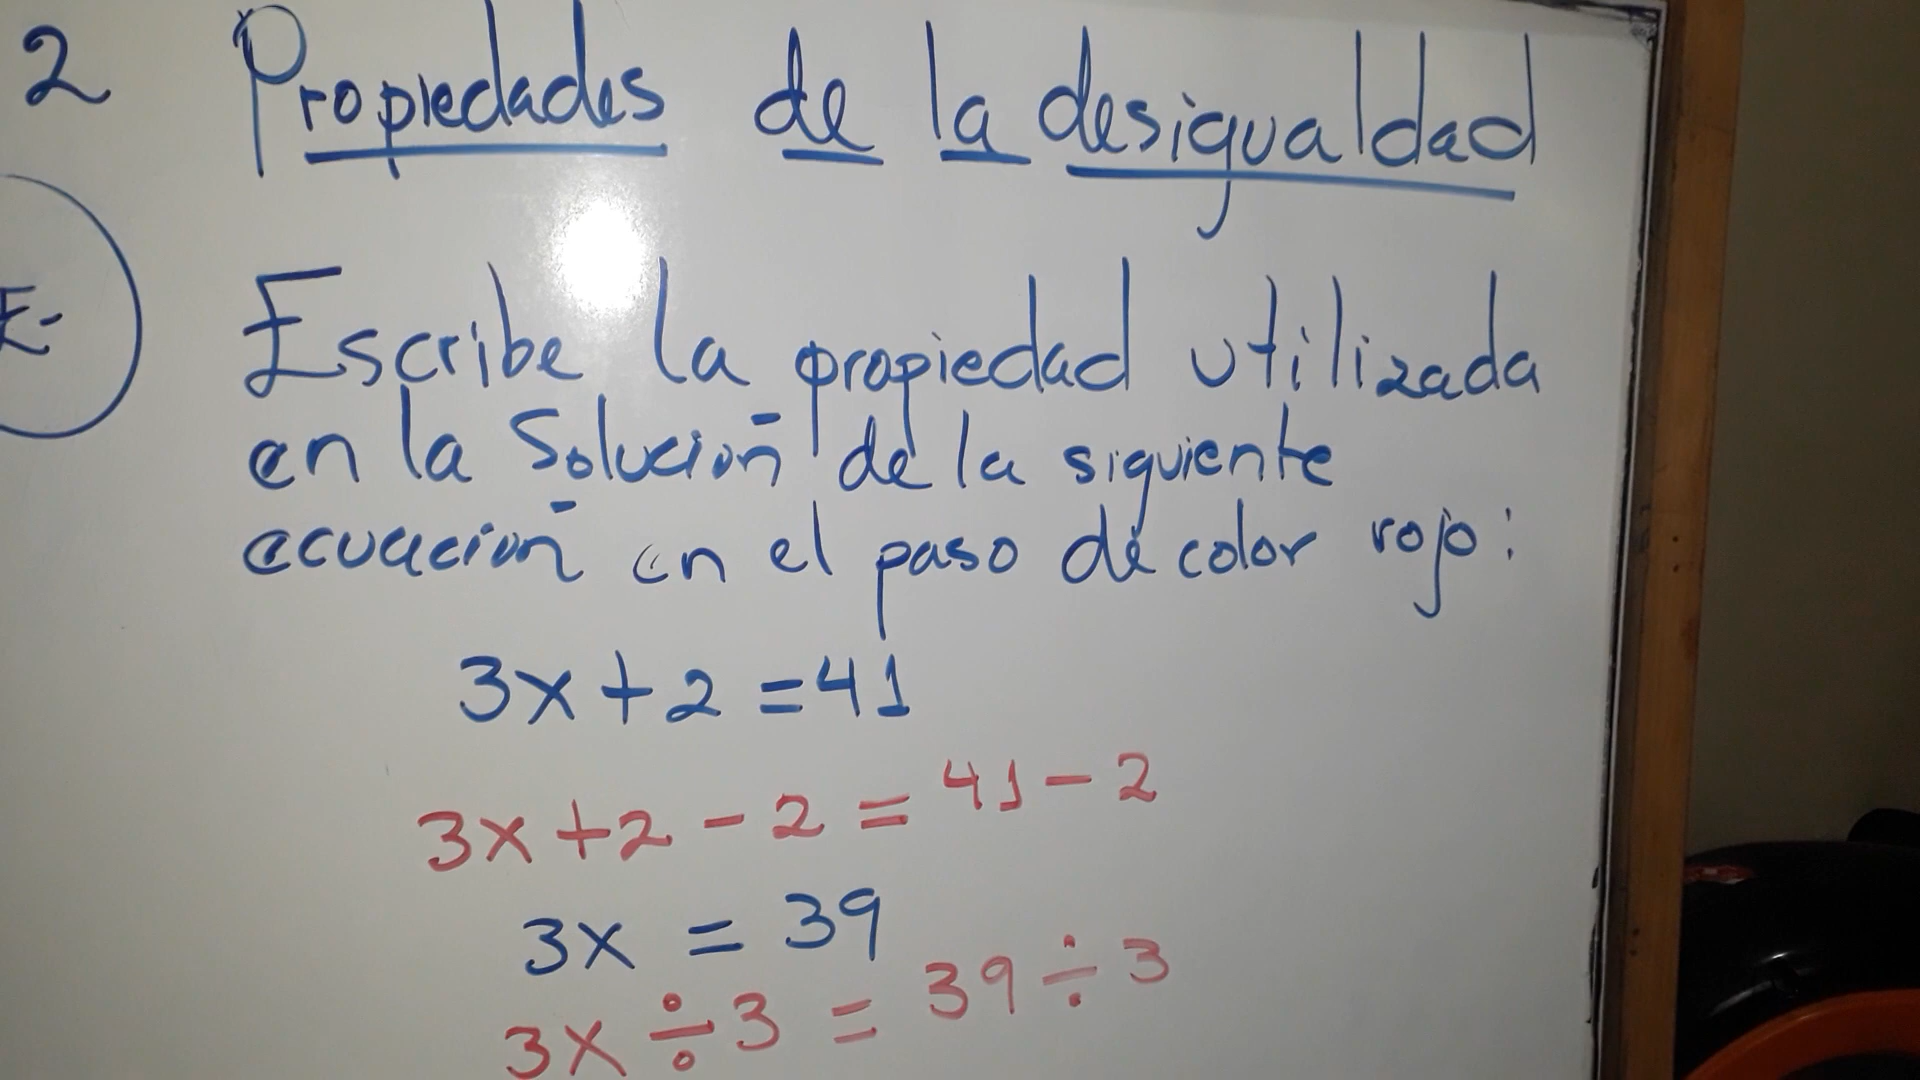 2 Propiedades de la desigualdad
E-
Escribe la propiedad utilizada
en la Solución de la siguiente
ecuación en el paso de color rojo:
3x + 2 = 41
3x + 2 - 2 = 41 - 2
3x = 39
3x ÷ 3 = 39 ÷ 3